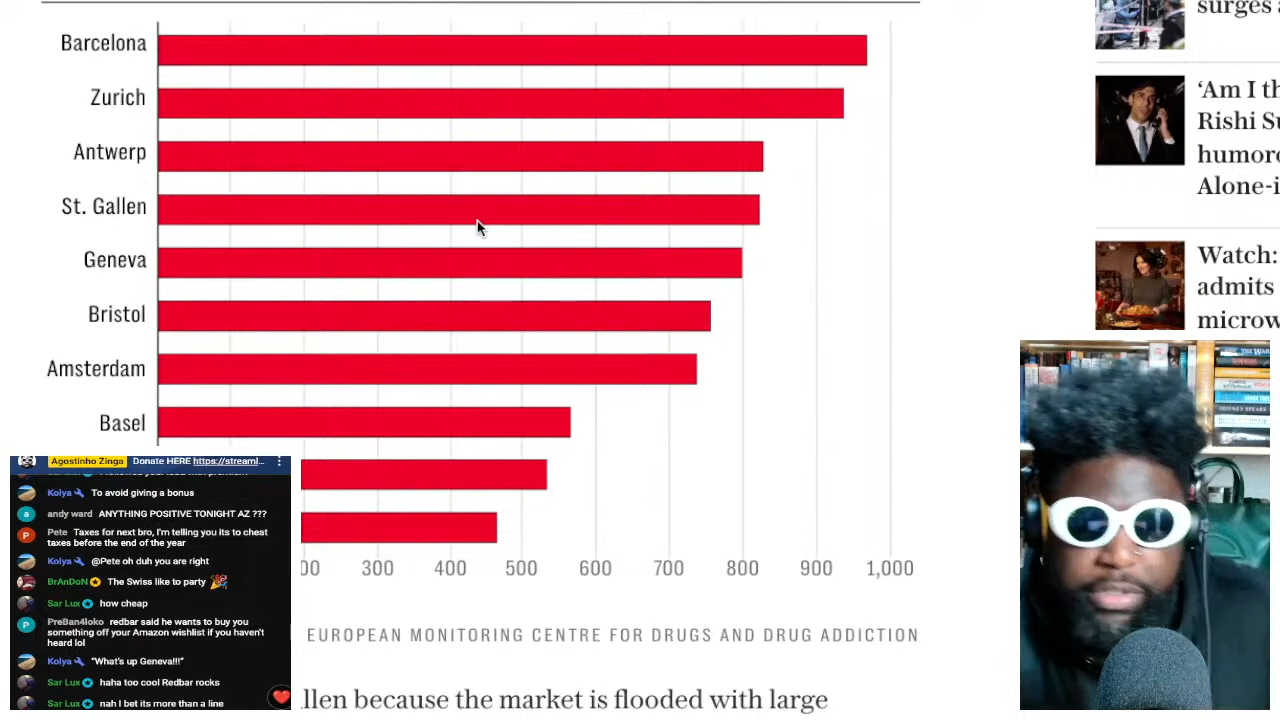 Barcelona
Zurich
Antwerp
St. Gallen
Geneva
Bristol
Amsterdam
Basel
00 300 400 500 600 700 800 900 1,000
EUROPEAN MONITORING CENTRE FOR DRUGS AND DRUG ADDICTION
llen because the market is flooded with large
surges a
‘Am I th
Rishi Su
humoro
Alone-i
Watch:
admits
microw
Agostinho Zinga Donate HERE https://streaml...
Kolya To avoid giving a bonus
andy ward ANYTHING POSITIVE TONIGHT AZ ???
Pete Taxes for next bro, I'm telling you its to cheat
taxes before the end of the year
Kolya @Pete oh duh you are right
BrAnDoN The Swiss like to party
Sar Lux how cheap
PreBan4loko redbar said he wants to buy you
something off your Amazon wishlist if you haven't
heard lol
Kolya “What's up Geneva!!!”
Sar Lux haha too cool Redbar rocks
Sar Lux nah I bet its more than a line
THE WAR
BRITNEY SPEARS